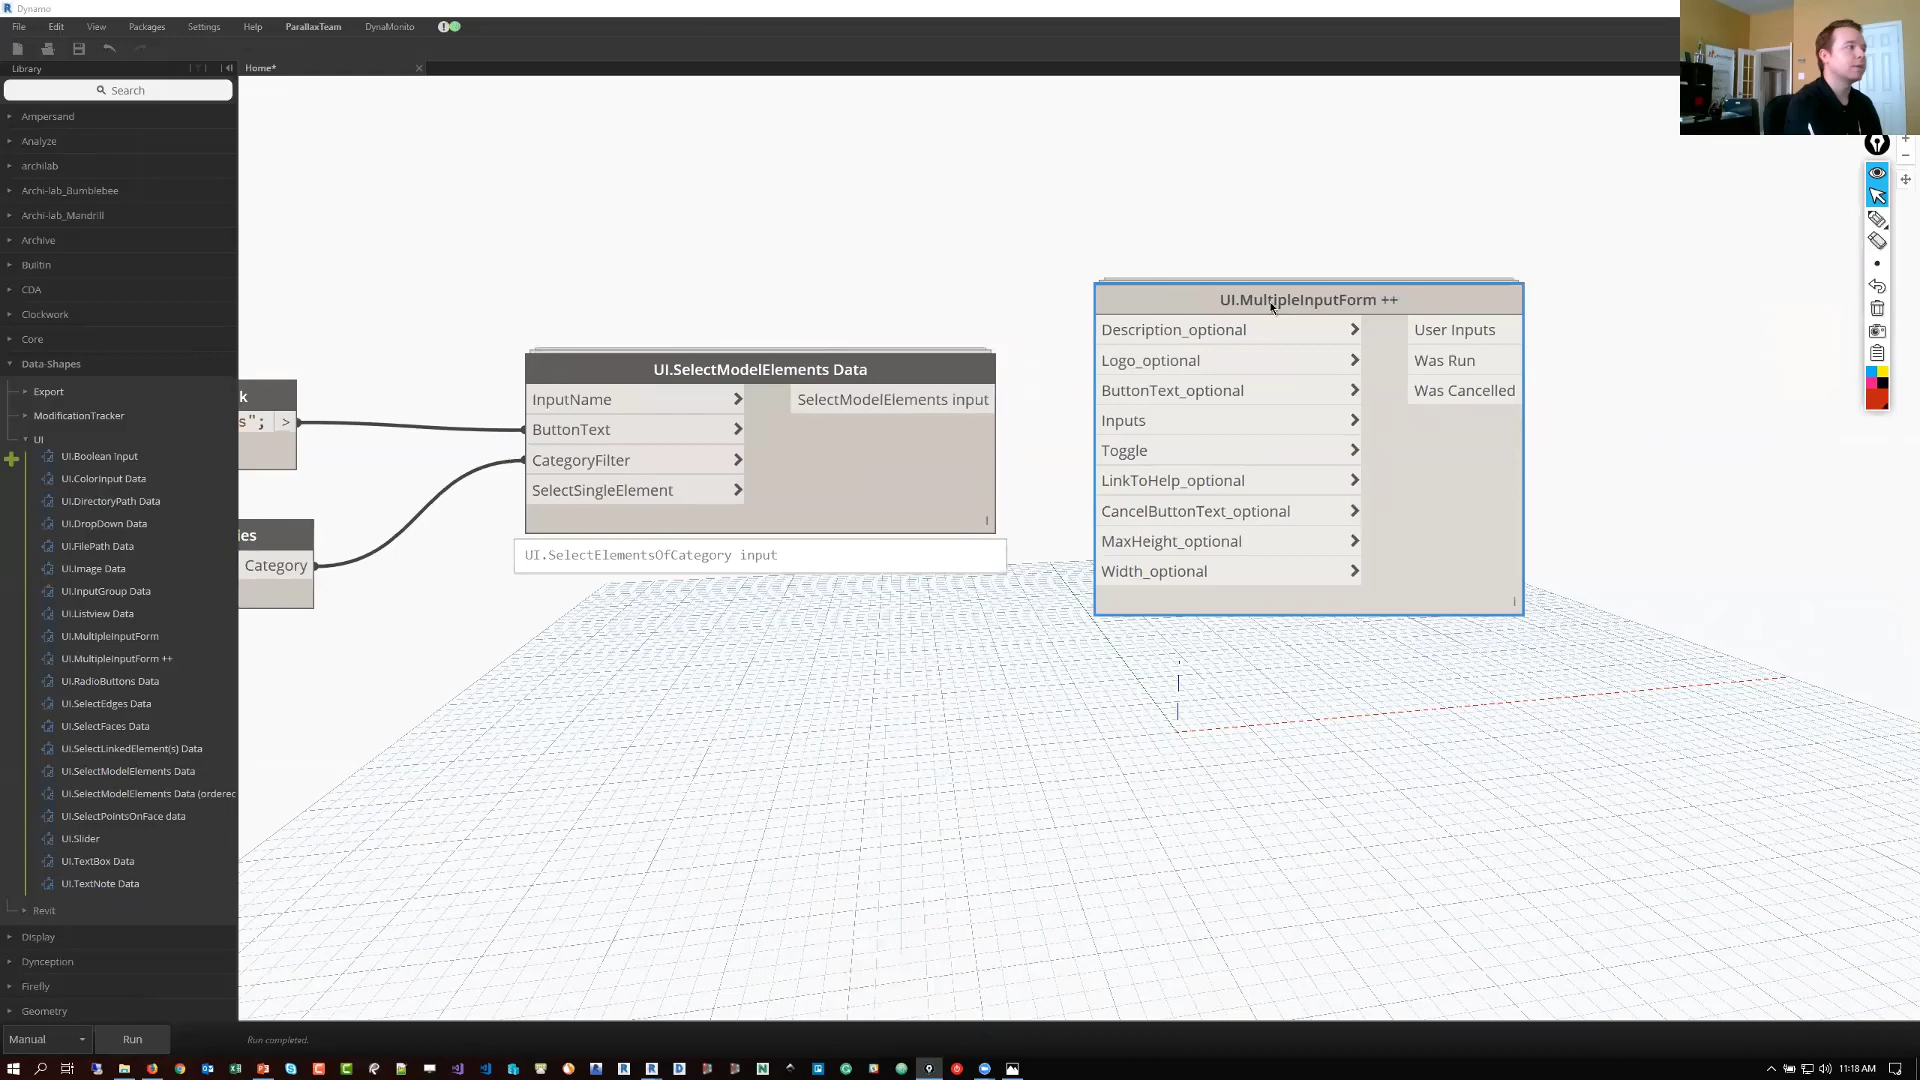 Dynamo
File Edit View Packages Settings Help ParallaxTeam DynaMonito
Library
Home*
Search
Ampersand
Analyze
archilab
Archi-lab_Bumblebee
Archi-lab_Mandrill
Archive
BuiltIn
CDA
Clockwork
Core
Data-Shapes
Export
ModificationTracker
UI
UI.Boolean Input
UI.ColorInput Data
UI.DirectoryPath Data
UI.DropDown Data
UI.FilePath Data
UI.Image Data
UI.InputGroup Data
UI.Listview Data
UI.MultipleInputForm
UI.MultipleInputForm ++
UI.RadioButtons Data
UI.SelectEdges Data
UI.SelectFaces Data
UI.SelectLinkedElement(s) Data
UI.SelectModelElements Data
UI.SelectModelElements Data (orderec
UI.SelectPointsOnFace data
UI.Slider
UI.TextBox Data
UI.TextNote Data
Revit
Display
Dynception
Firefly
Geometry
Manual
Run
Run completed.
k
s"; >
ies
Category
UI.SelectModelElements Data
InputName
ButtonText
CategoryFilter
SelectSingleElement
SelectModelElements input
UI.SelectElementsOfCategory input
UI.MultipleInputForm ++
Description_optional
Logo_optional
ButtonText_optional
Inputs
Toggle
LinkToHelp_optional
CancelButtonText_optional
MaxHeight_optional
Width_optional
User Inputs
Was Run
Was Cancelled
11:18 AM